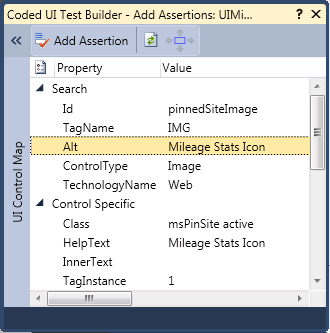 Coded UI Test Builder - Add Assertions: UIMi...
Add Assertion
UI Control Map
Property Value
Search
Id pinnedSiteImage
TagName IMG
Alt Mileage Stats Icon
ControlType Image
TechnologyName Web
Control Specific
Class msPinSite active
HelpText Mileage Stats Icon
InnerText
TagInstance 1